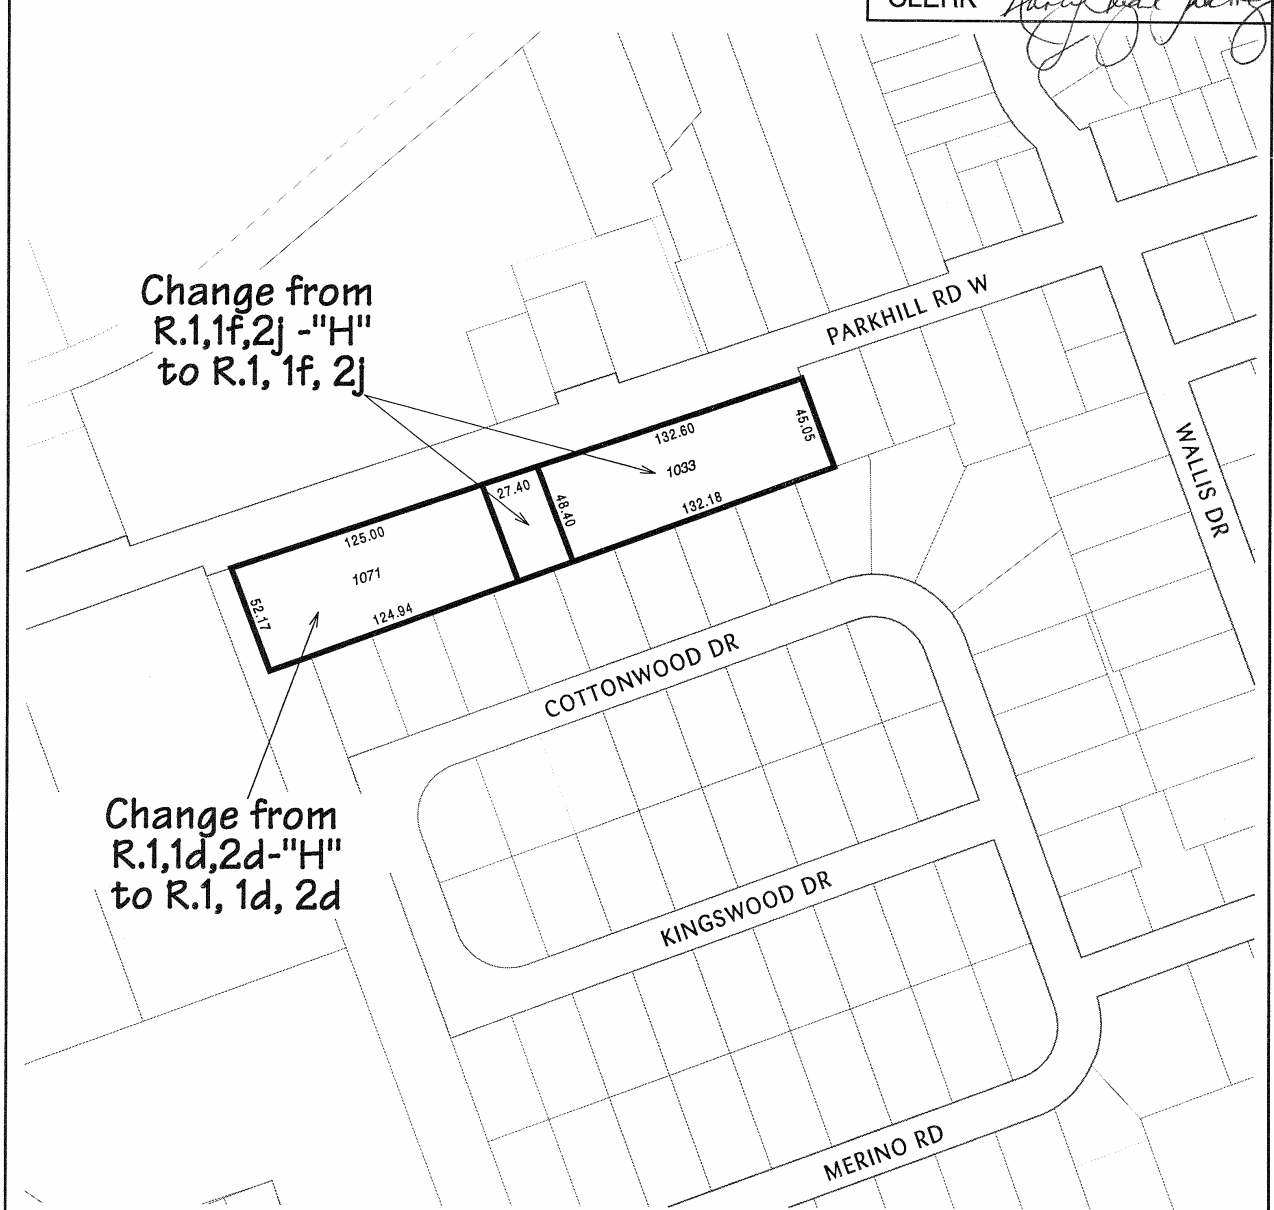 CLERK
PARKHILL RD W
Change from
R.1,1f,2j -"H"
to R.1, 1f, 2j
132.60
45.05
1033
27.40
48.40
132.18
WALLIS DR
125.00
1071
52.17
124.94
COTTONWOOD DR
Change from
R.1,1d,2d-"H"
to R.1, 1d, 2d
KINGSWOOD DR
MERINO RD